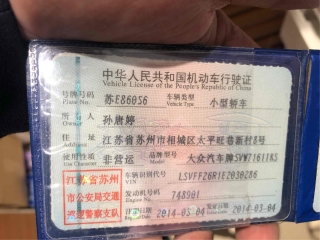 中华人民共和国机动车行驶证
Vehicle License of the People's Republic of China
号牌号码 苏E860S6 车辆类型 小型轿车
Plate No. Vehicle Type
所有人 孙唐婷
Owner
住址 江苏省苏州市相城区太平旺巷新村8号
使用性质 非营运 品牌型号 大众汽车牌SVW71611KS
Use Character Model
江苏省苏州
市公安局交通
警察支队
车辆识别代号 LSVFF26R1E2030286
VIN
发动机号码 748901
Engine No.
注册日期 2014-03-04 发证日期 2014-03-04